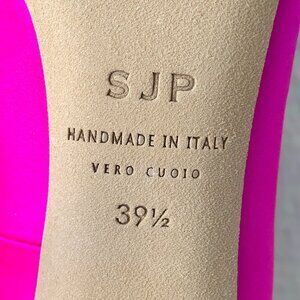 SJP
HANDMADE IN ITALY
VERO CUOIO
39½